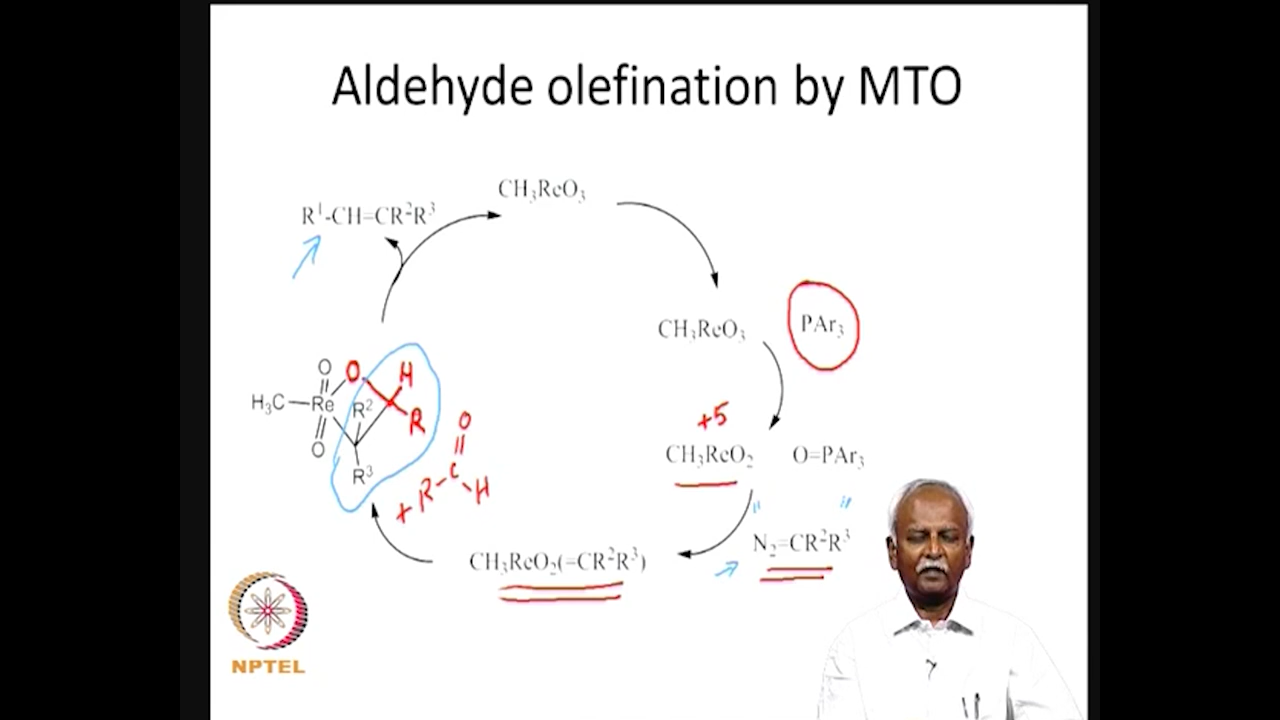 Aldehyde olefination by MTO
CH₃ReO₃
R¹-CH=CR²R³
CH₃ReO₃
PAr₃
O
O
H
H₃C
Re
R²
R
O
R³
+5
CH₃ReO₂
O=PAr₃
+ R-C-H
O
N₂=CR²R³
CH₃ReO₂(=CR²R³)
NPTEL